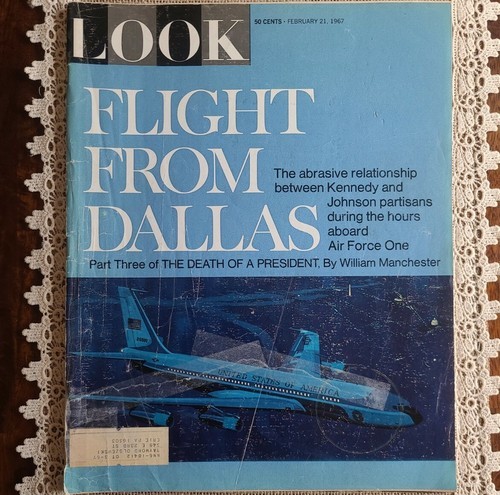 LOOK
50 CENTS · FEBRUARY 21, 1967
FLIGHT
FROM
DALLAS
The abrasive relationship
between Kennedy and
Johnson partisans
during the hours
aboard
Air Force One
Part Three of THE DEATH OF A PRESIDENT, By William Manchester
UNITED STATES OF AMERICA